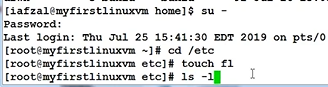 [iafzal@myfirstlinuxvm home]$ su -
Password:
Last login: Thu Jul 25 15:41:30 EDT 2019 on pts/0
[root@myfirstlinuxvm ~]# cd /etc
[root@myfirstlinuxvm etc]# touch fl
[root@myfirstlinuxvm etc]# ls -l